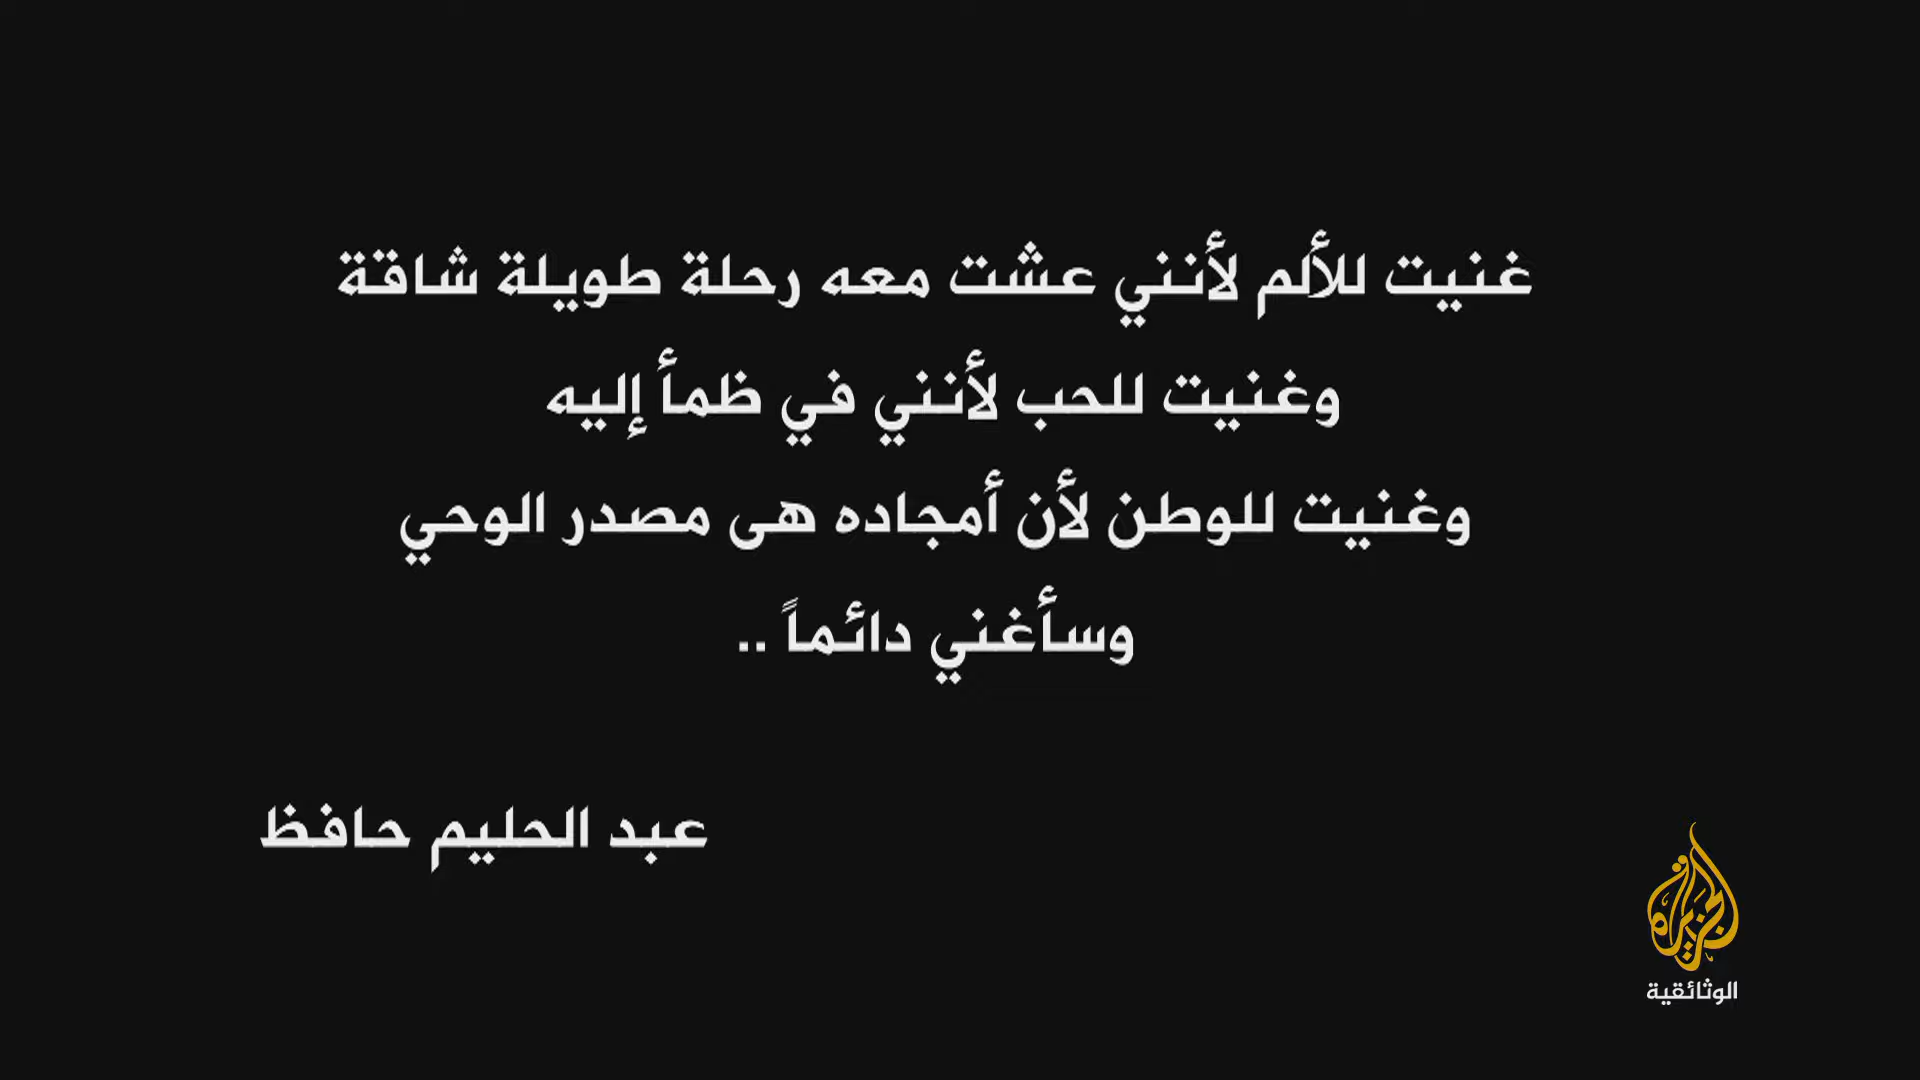 غنيت للألم لأنني عشت معه رحلة طويلة شاقة
وغنيت للحب لأنني في ظمأ إليه
وغنيت للوطن لأن أمجاده هى مصدر الوحي
وسأغني دائماً ..
عبد الحليم حافظ
الجزيرة
الوثائقية